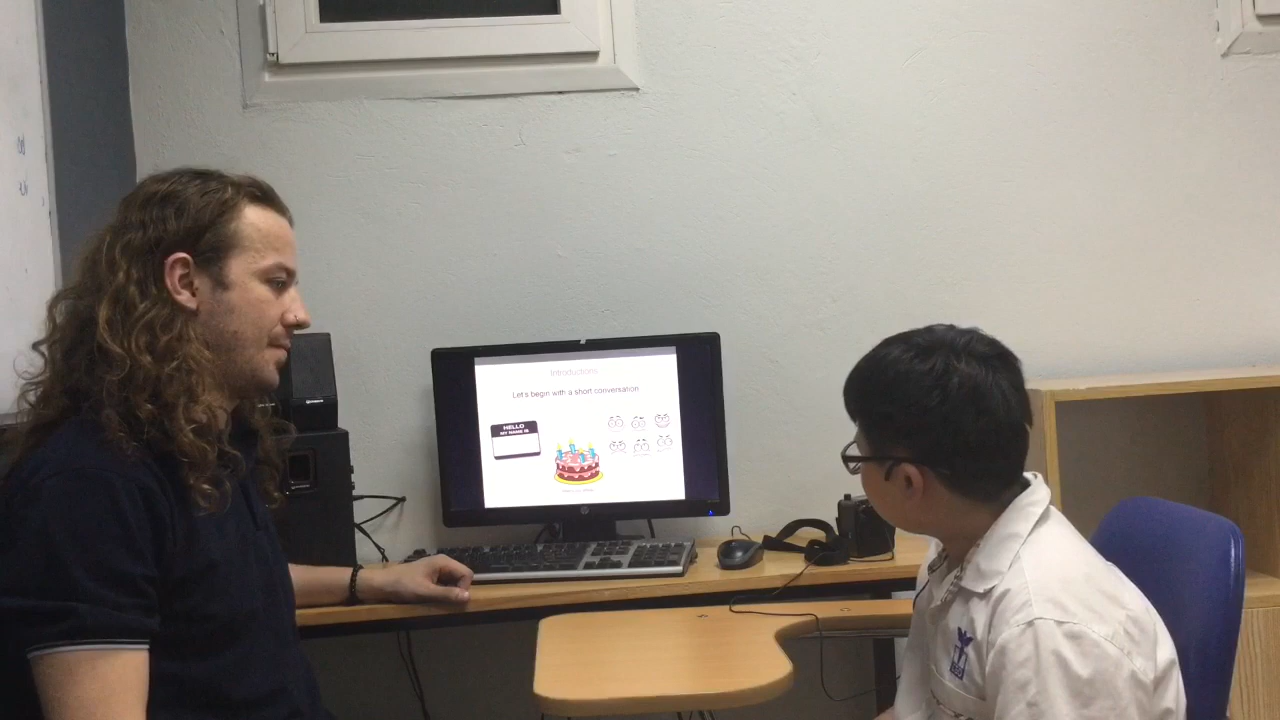 Introductions
Let's begin with a short conversation
HELLO
MY NAME IS